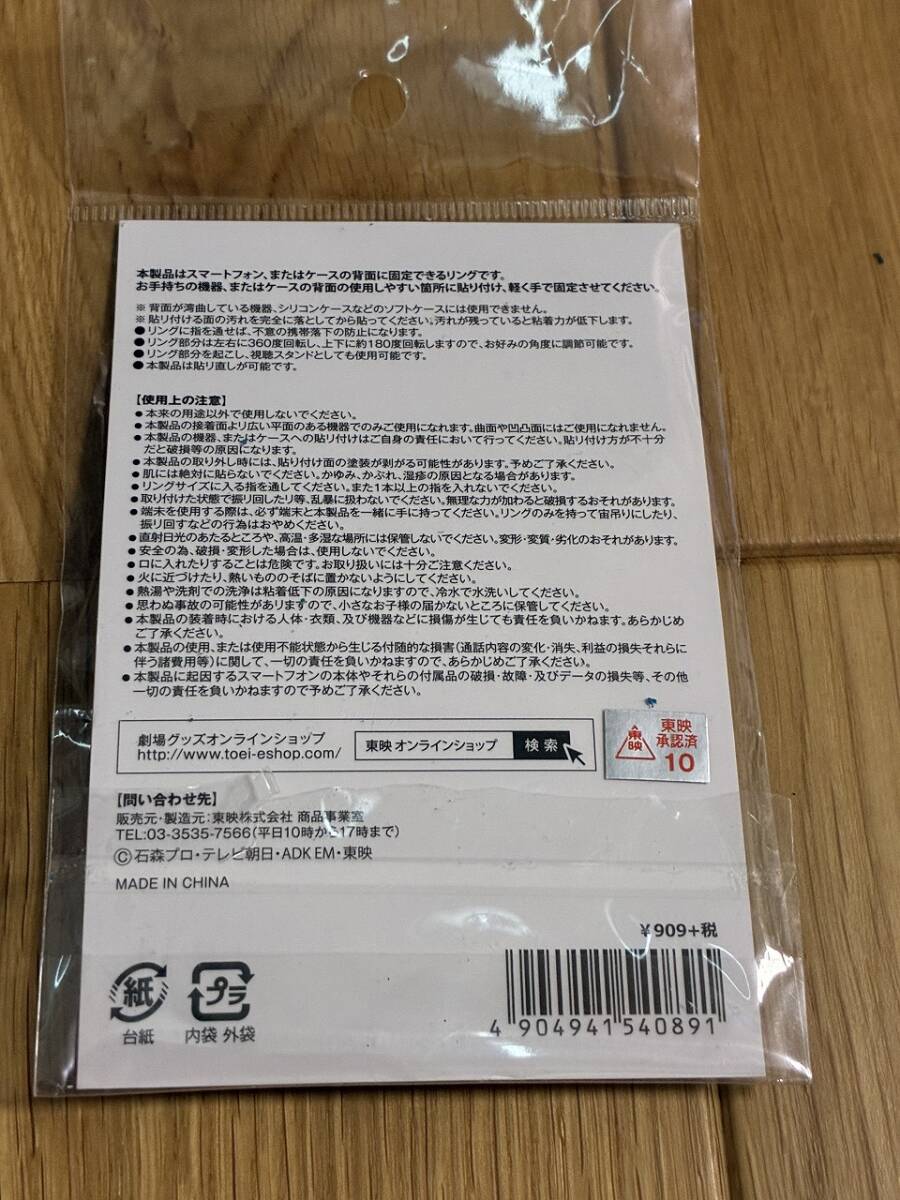 本製品はスマートフォン、またはケースの背面に固定できるリングです。
お手持ちの機器、またはケースの背面の使用しやすい箇所に貼り付け、軽く手で固定させてください。
※ 背面が湾曲している機器、シリコンケースなどのソフトケースには使用できません。
※ 貼り付ける面の汚れを完全に落としてから貼ってください。汚れが残っていると粘着力が低下します。
● リングに指を通せば、不意の携帯落下の防止になります。
● リング部分は左右に360度回転し、上下に約180度回転しますので、お好みの角度に調節可能です。
● リング部分を起こし、視聴スタンドとしても使用可能です。
● 本製品は貼り直しが可能です。
【使用上の注意】
● 本来の用途以外で使用しないでください。
● 本製品の接着面より広い平面のある機器でのみご使用になれます。曲面や凹凸面にはご使用になれません。
● 本製品の機器、またはケースへの貼り付けはご自身の責任において行ってください。貼り付け方が不十分
だと破損等の原因になります。
● 本製品の取り外し時には、貼り付け面の塗装が剥がる可能性があります。予めご了承ください。
● 肌には絶対に貼らないでください。かゆみ、かぶれ、湿疹の原因となる場合があります。
● リングサイズに入る指を通してください。また1本以上の指を入れないでください。
● 取り付けた状態で振り回したり等、乱暴に扱わないでください。無理な力が加わると破損するおそれがあります。
● 端末を使用する際は、必ず端末と本製品を一緒に手に持ってください。リングのみを持って宙吊りにしたり、
振り回すなどの行為はおやめください。
● 直射日光のあたるところや、高温・多湿な場所には保管しないでください。変形・変質・劣化のおそれがあります。
● 安全の為、破損・変形した場合は、使用しないでください。
● 口に入れたりすることは危険です。お取り扱いには十分ご注意ください。
● 火に近づけたり、熱いもののそばに置かないようにしてください。
● 熱湯や洗剤での洗浄は粘着低下の原因になりますので、冷水で水洗いしてください。
● 思わぬ事故の可能性がありますので、小さなお子様の届かないところに保管してください。
● 本製品の装着時における人体・衣類、及び機器などに損傷が生じても責任を負いかねます。あらかじめ
ご了承ください。
● 本製品の使用、または使用不能状態から生じる付随的な損害(通話内容の変化・消失、利益の損失それらに
伴う諸費用等)に関して、一切の責任を負いかねますので、あらかじめご了承ください。
● 本製品に起因するスマートフォンの本体やそれらの付属品の破損・故障・及びデータの損失等、その他
一切の責任を負いかねますので予めご了承ください。
劇場グッズオンラインショップ
http://www.toei-eshop.com/
東映 オンラインショップ 検索
東映
東映
承認済
10
【問い合わせ先】
販売元・製造元:東映株式会社 商品事業室
TEL:03-3535-7566(平日10時から17時まで)
©石森プロ・テレビ朝日・ADK EM・東映
MADE IN CHINA
¥909+税
紙
台紙
プラ
内袋 外袋
4 904941 540891